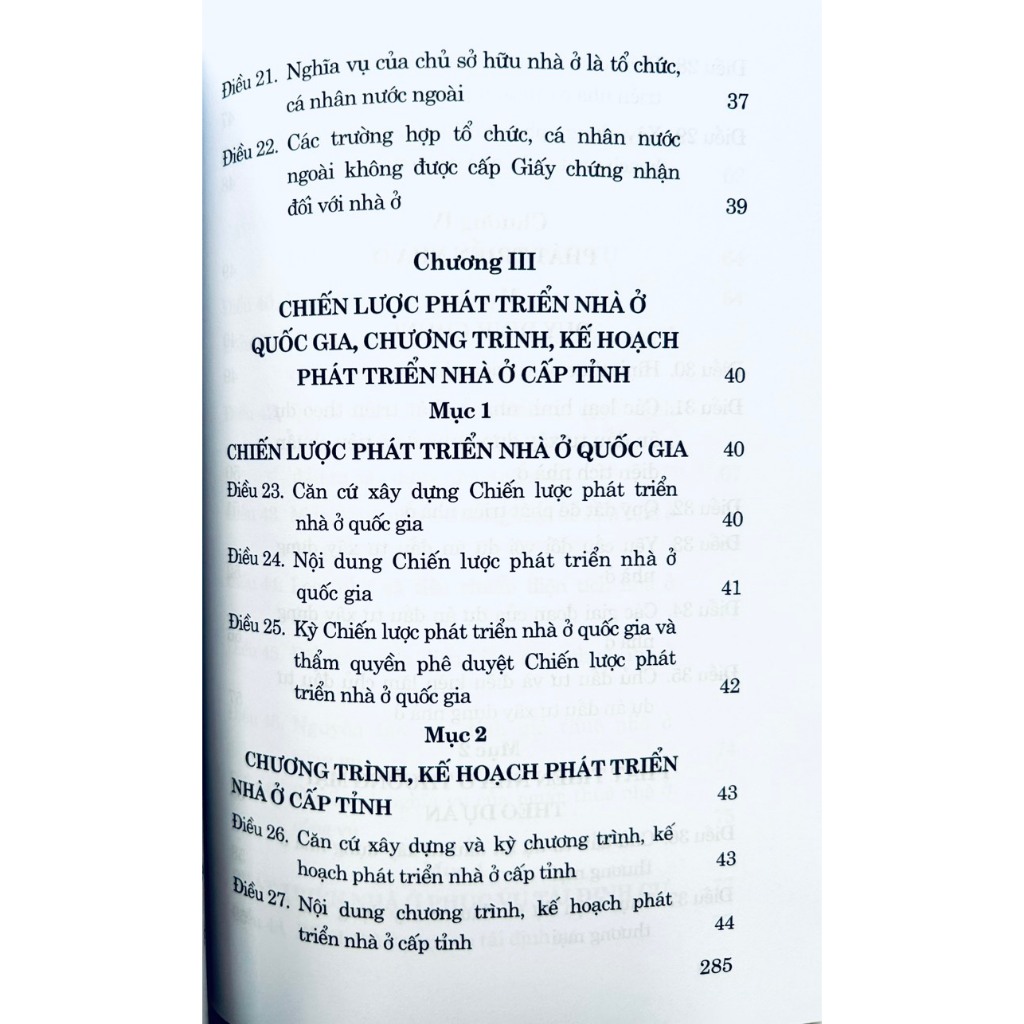 Điều 21. Nghĩa vụ của chủ sở hữu nhà ở là tổ chức,
cá nhân nước ngoài 37
Điều 22. Các trường hợp tổ chức, cá nhân nước
ngoài không được cấp Giấy chứng nhận
đối với nhà ở 39
Chương III
CHIẾN LƯỢC PHÁT TRIỂN NHÀ Ở
QUỐC GIA, CHƯƠNG TRÌNH, KẾ HOẠCH
PHÁT TRIỂN NHÀ Ở CẤP TỈNH 40
Mục 1
CHIẾN LƯỢC PHÁT TRIỂN NHÀ Ở QUỐC GIA 40
Điều 23. Căn cứ xây dựng Chiến lược phát triển
nhà ở quốc gia 40
Điều 24. Nội dung Chiến lược phát triển nhà ở
quốc gia 41
Điều 25. Kỳ Chiến lược phát triển nhà ở quốc gia và
thẩm quyền phê duyệt Chiến lược phát
triển nhà ở quốc gia 42
Mục 2
CHƯƠNG TRÌNH, KẾ HOẠCH PHÁT TRIỂN
NHÀ Ở CẤP TỈNH 43
Điều 26. Căn cứ xây dựng và kỳ chương trình, kế
hoạch phát triển nhà ở cấp tỉnh 43
Điều 27. Nội dung chương trình, kế hoạch phát
triển nhà ở cấp tỉnh 44
285